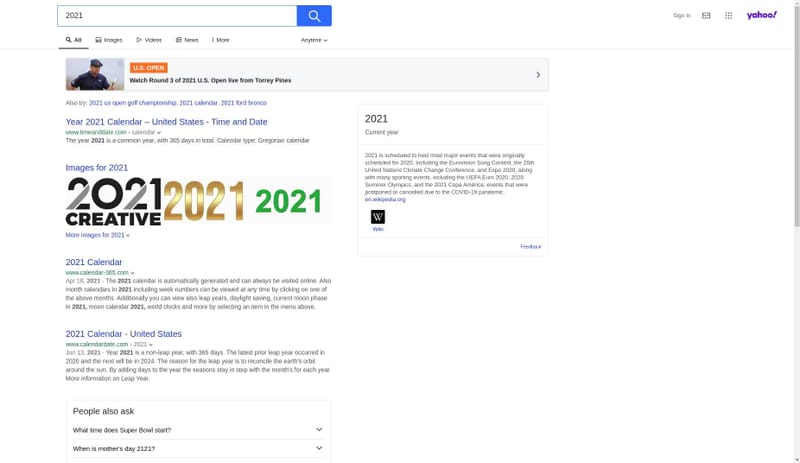 2021
Sign in
yahoo!
All
Images
Videos
News
More
Anytime
U.S. OPEN
Watch Round 3 of 2021 U.S. Open live from Torrey Pines
Also try: 2021 us open golf championship, 2021 calendar, 2021 ford bronco
Year 2021 Calendar – United States - Time and Date
www.timeanddate.com › calendar
The year 2021 is a common year, with 365 days in total. Calendar type: Gregorian calendar
Images for 2021
2021
CREATIVE
2021
2021
More images for 2021 »
2021 Calendar
www.calendar-365.com
Apr 18, 2021 · The 2021 calendar is automatically generated and can always be visited online. Also
month calendars in 2021 including week numbers can be viewed at any time by clicking on one of
the above months. Additionally you can view also leap years, daylight saving, current moon phase
in 2021, moon calendar 2021, world clocks and more by selecting an item in the menu above.
2021 Calendar - United States
www.calendardate.com › 2021
Jun 13, 2021 · Year 2021 is a non-leap year, with 365 days. The latest prior leap year occurred in
2020 and the next will be in 2024. The reason for the leap year is to reconcile the earth's orbit
around the sun. By adding days to the year the seasons stay in step with the month's for each year.
More information on Leap Year.
People also ask
What time does Super Bowl start?
When is mother's day 2121?
2021
Current year
2021 is scheduled to host most major events that were originally
scheduled for 2020, including the Eurovision Song Contest, the 26th
United Nations Climate Change Conference, and Expo 2020, along
with many sporting events, including the UEFA Euro 2020, 2020
Summer Olympics, and the 2021 Copa América; events that were
postponed or cancelled due to the COVID-19 pandemic.
en.wikipedia.org
W
Wiki
Feedback